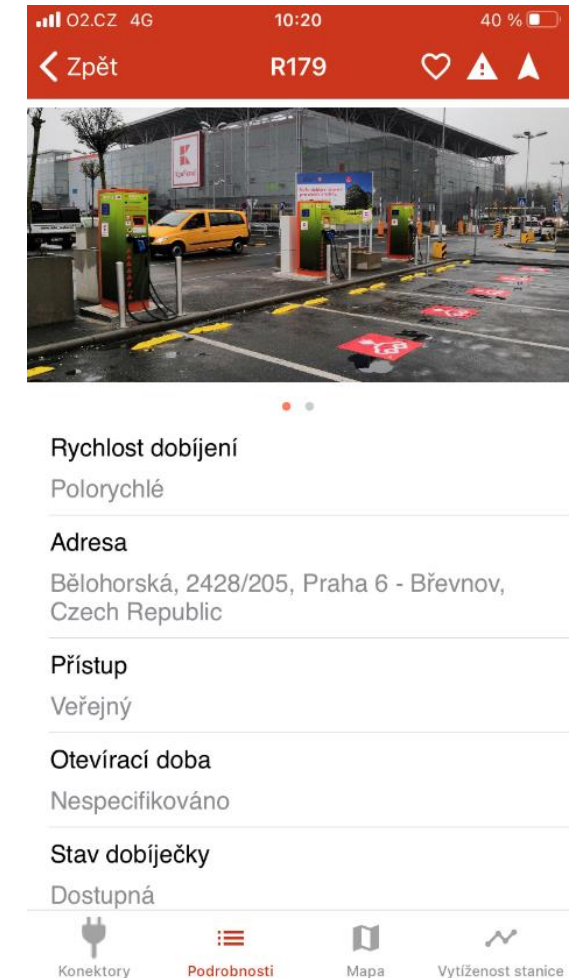 O2.CZ 4G 10:20 40 %
Zpět R179
K
Kaufland
Rychlost dobíjení
Polorychlé
Adresa
Bělohorská, 2428/205, Praha 6 - Břevnov,
Czech Republic
Přístup
Veřejný
Otevírací doba
Nespecifikováno
Stav dobíječky
Dostupná
Konektory Podrobnosti Mapa Vytíženost stanice